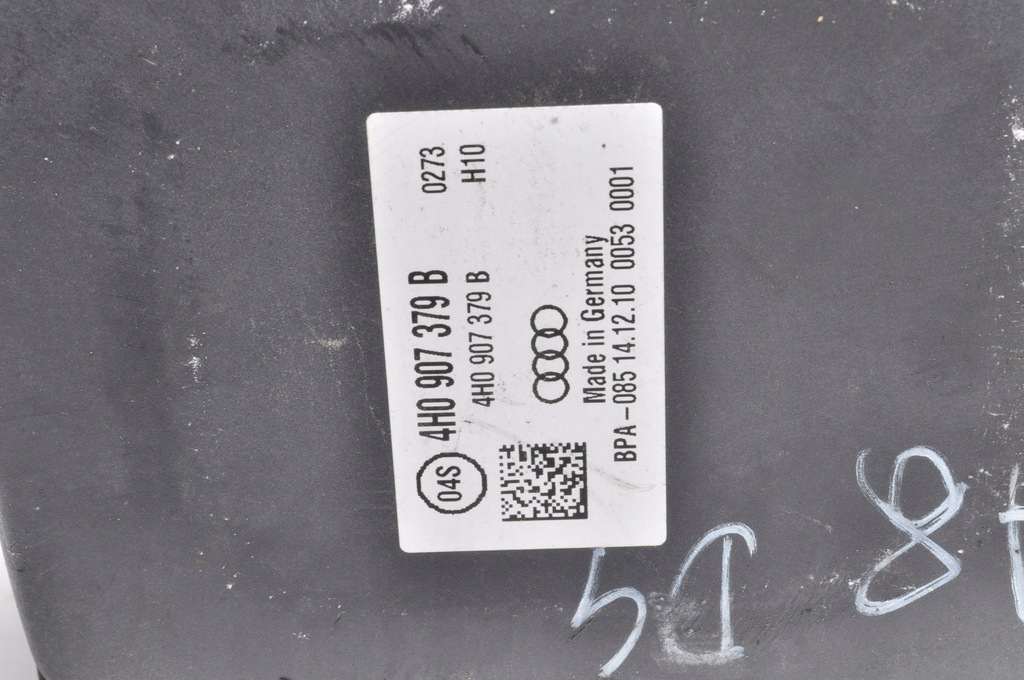 04S 4H0 907 379 B 0273
4H0 907 379 B H10
Made in Germany
BPA-085 14.12.10 0053 0001
8